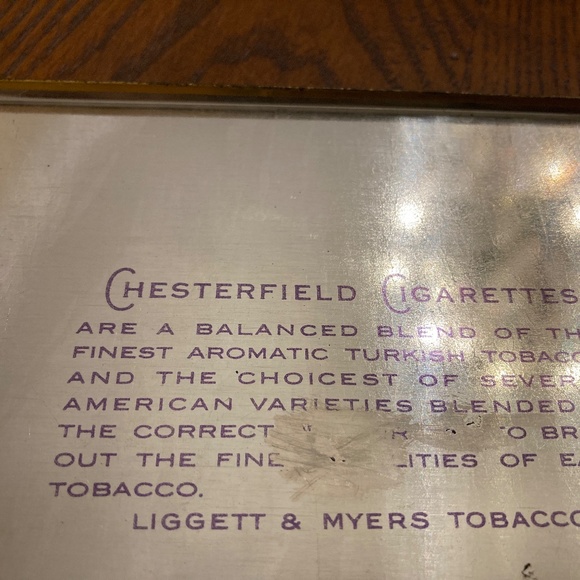 CHESTERFIELD CIGARETTES
ARE A BALANCED BLEND OF TH
FINEST AROMATIC TURKISH TOBACC
AND THE CHOICEST OF SEVER
AMERICAN VARIETIES BLENDED
THE CORRECT R O BR
OUT THE FINE LITIES OF EA
TOBACCO.
LIGGETT & MYERS TOBACCO